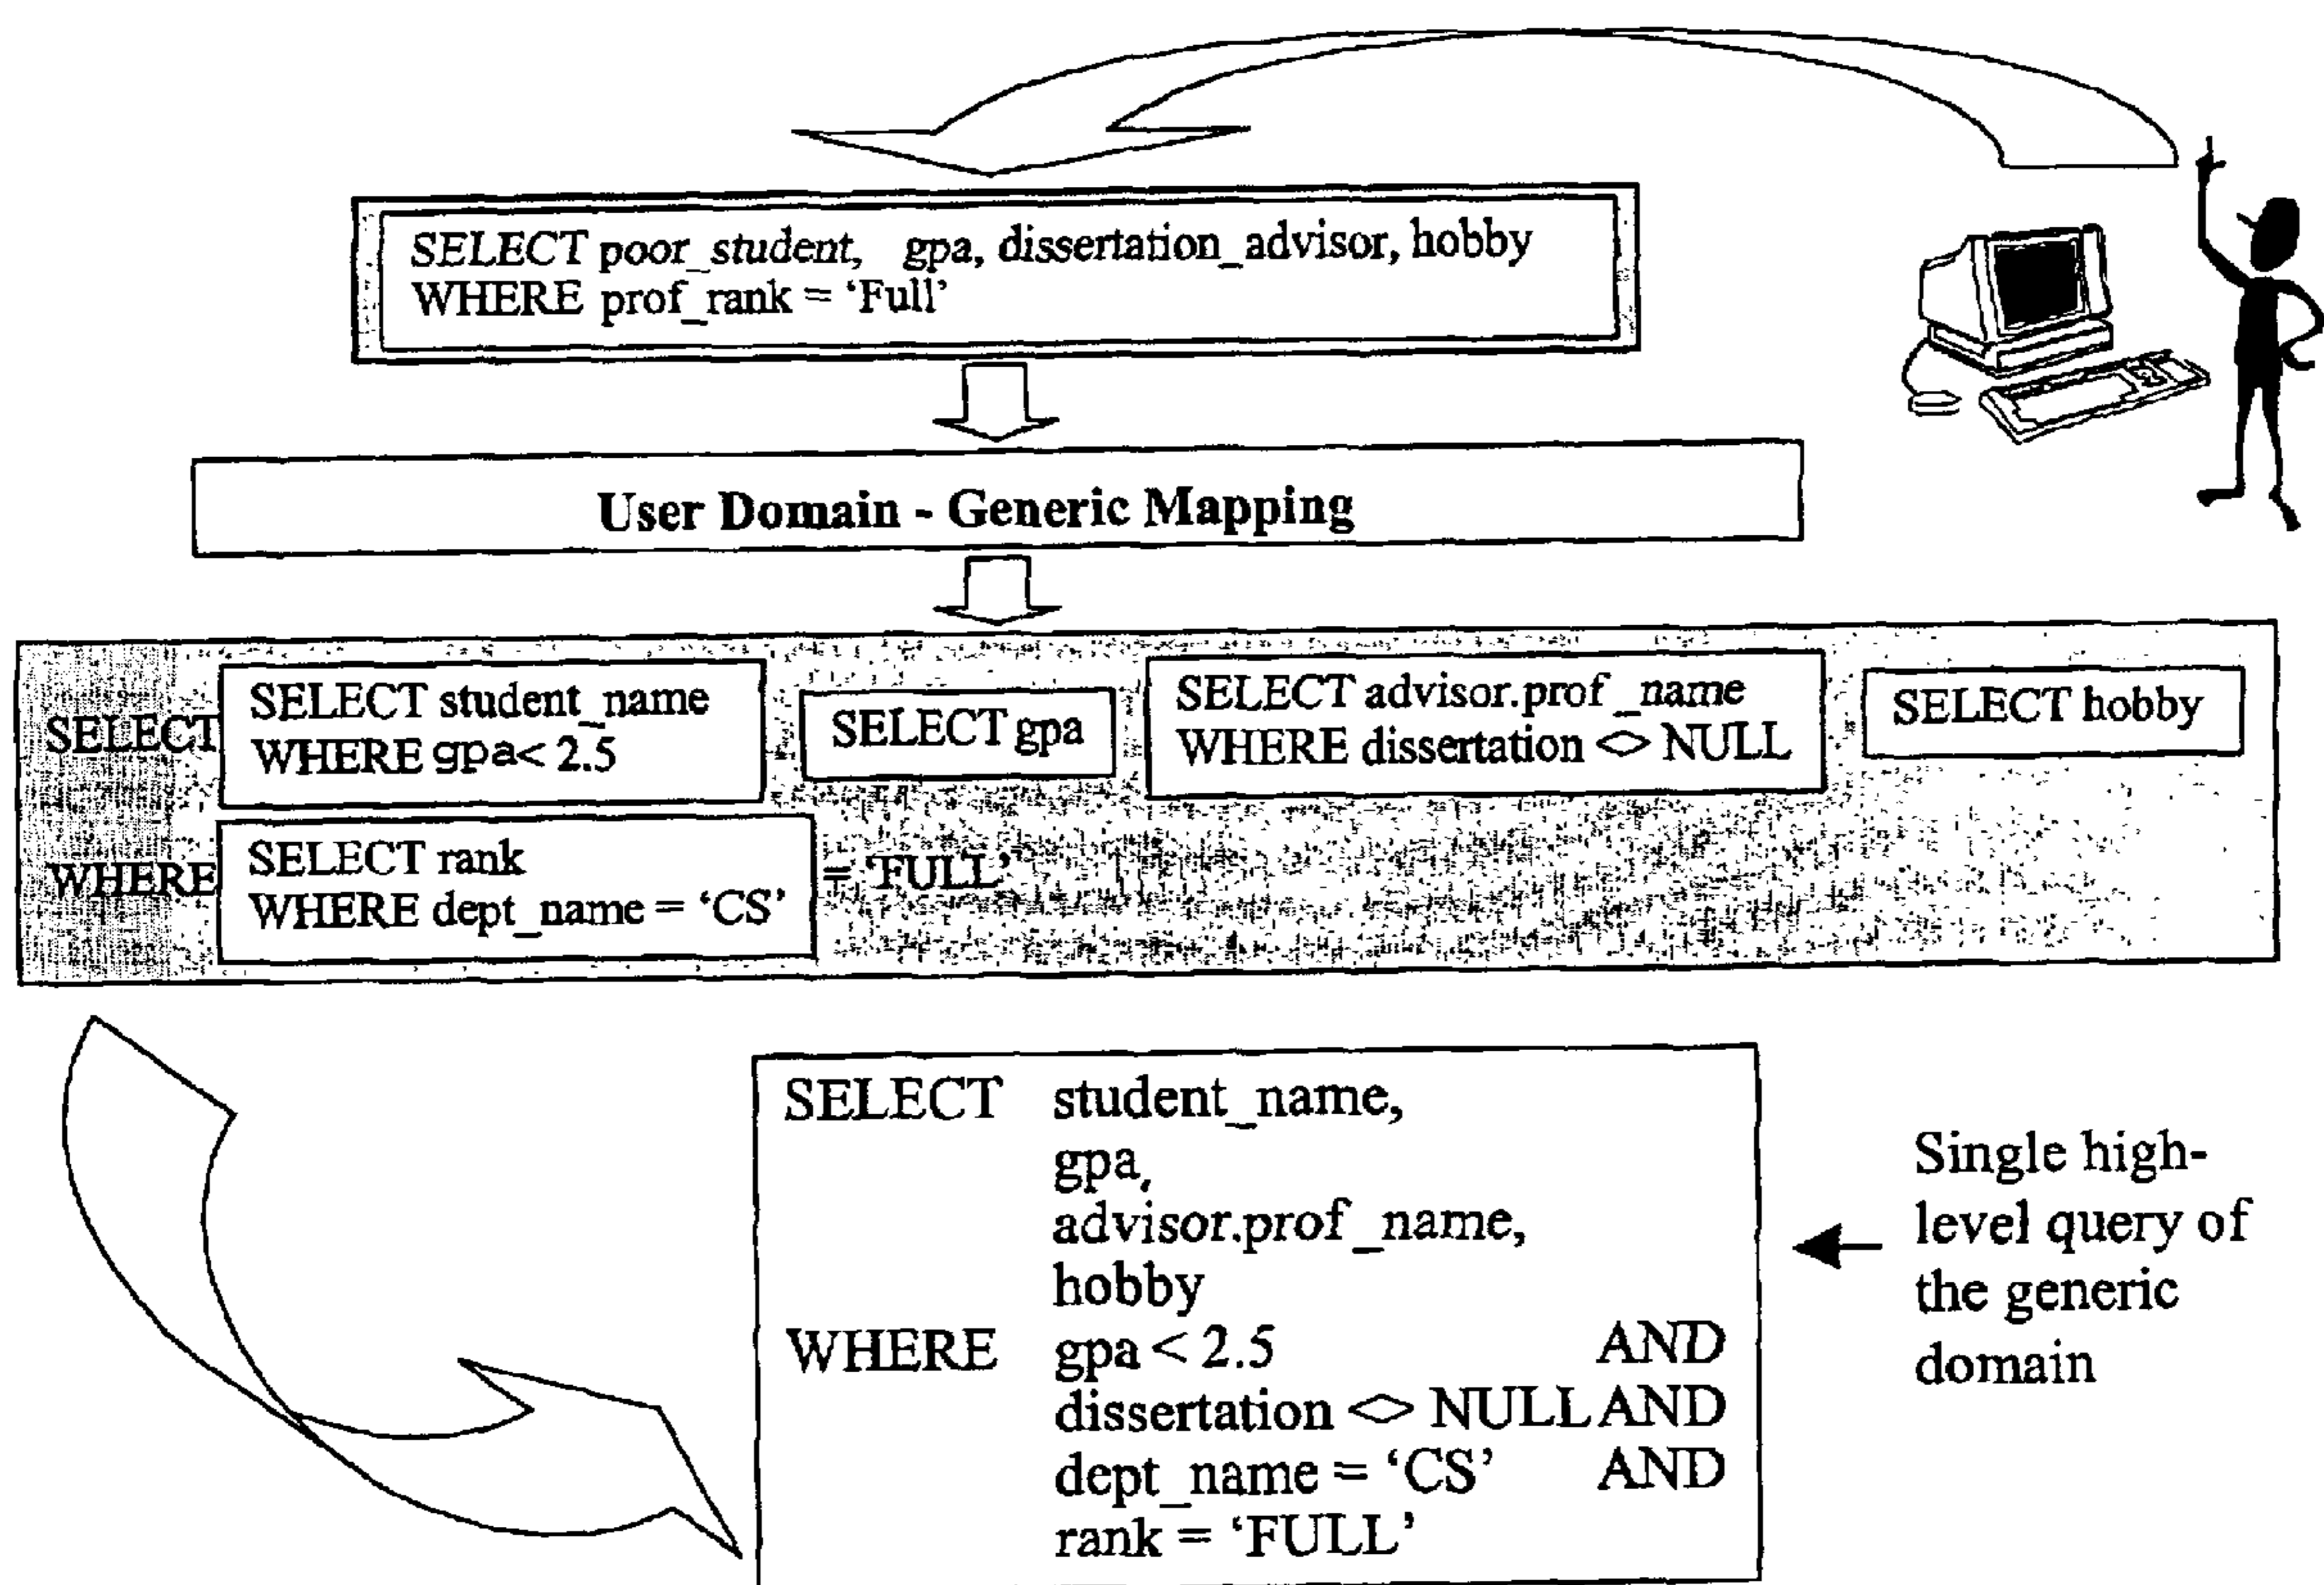 SELECT poor_student, gpa, dissertation_advisor, hobby
WHERE prof_rank = ‘Full’
User Domain - Generic Mapping
SELECT
SELECT student_name
WHERE gpa< 2.5
SELECT gpa
SELECT advisor.prof_name
WHERE dissertation <> NULL
SELECT hobby
WHERE
SELECT rank
WHERE dept_name = ‘CS’
= ‘FULL’
SELECT student_name,
gpa,
advisor.prof_name,
hobby
WHERE gpa < 2.5 AND
dissertation <> NULL AND
dept_name = ‘CS’ AND
rank = ‘FULL’
Single high-
level query of
the generic
domain